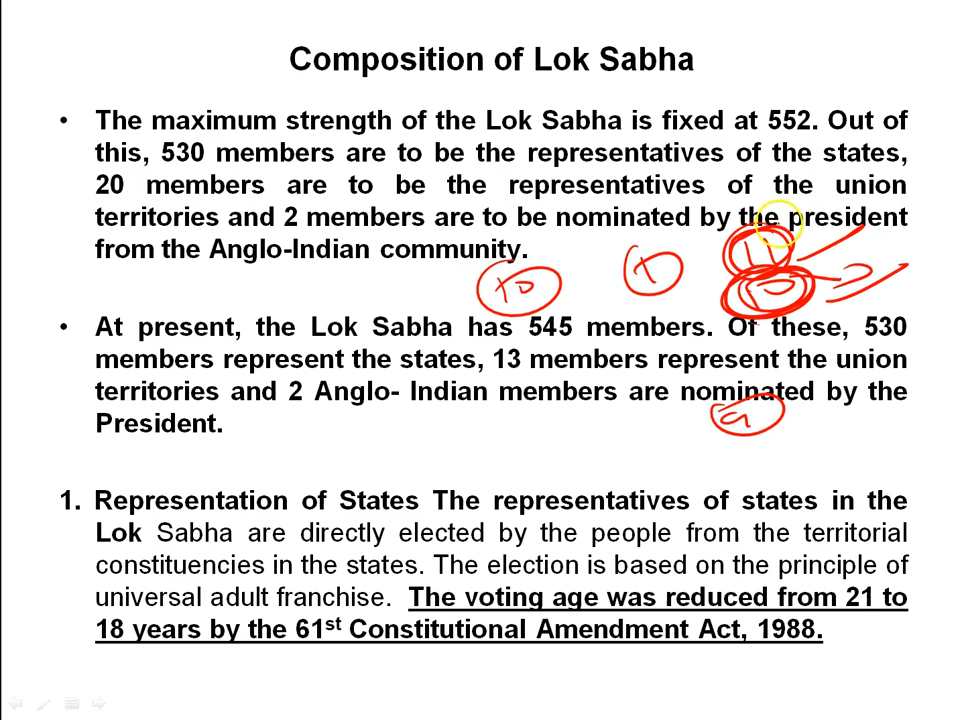 Composition of Lok Sabha
• The maximum strength of the Lok Sabha is fixed at 552. Out of
this, 530 members are to be the representatives of the states,
20 members are to be the representatives of the union
territories and 2 members are to be nominated by the president
from the Anglo-Indian community.
• At present, the Lok Sabha has 545 members. Of these, 530
members represent the states, 13 members represent the union
territories and 2 Anglo- Indian members are nominated by the
President.
1. Representation of States The representatives of states in the
Lok Sabha are directly elected by the people from the territorial
constituencies in the states. The election is based on the principle of
universal adult franchise. The voting age was reduced from 21 to
18 years by the 61st Constitutional Amendment Act, 1988.